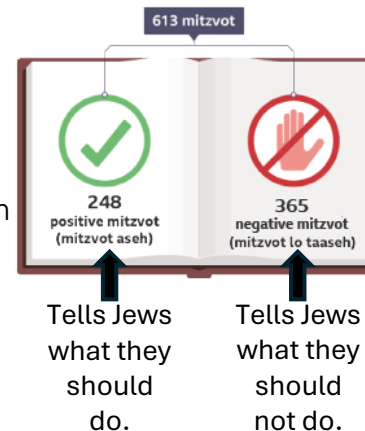 613 mitzvot
248
positive mitzvot
(mitzvot aseh)
365
negative mitzvot
(mitzvot lo taaseh)
Tells Jews
what they
should
do.
Tells Jews
what they
should
not do.